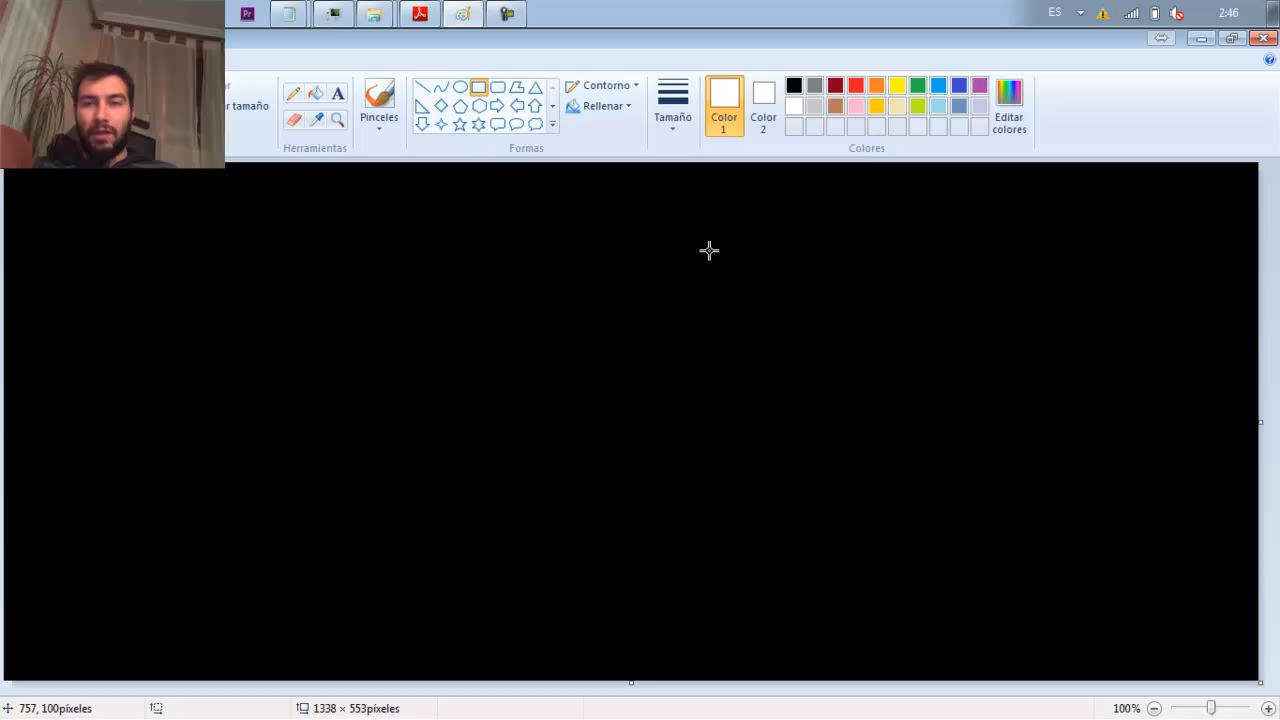 Pr
ES
2:46
r
r tamaño
A
Herramientas
Pinceles
Contorno
Rellenar
Formas
Tamaño
Color
1
Color
2
Editar
colores
Colores
757, 100píxeles
1338 × 553píxeles
100%